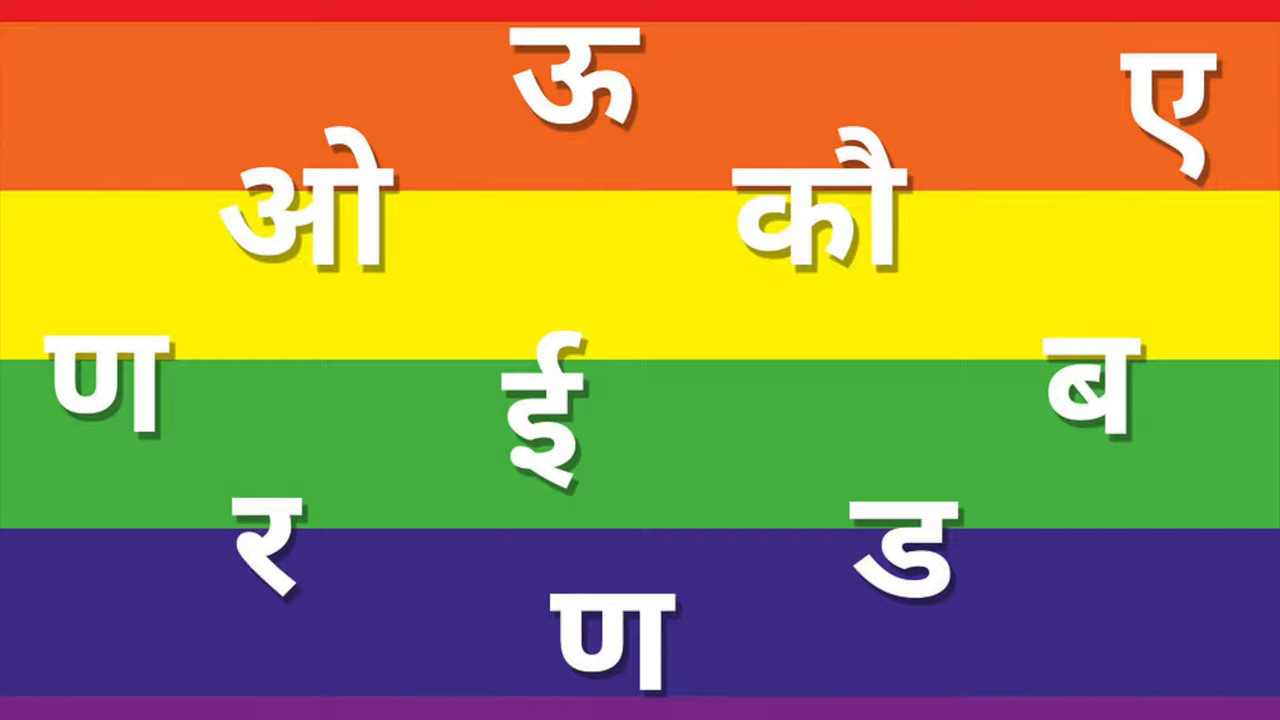 ऊ
ए
ओ
कौ
ण
ई
ब
र
ड
ण